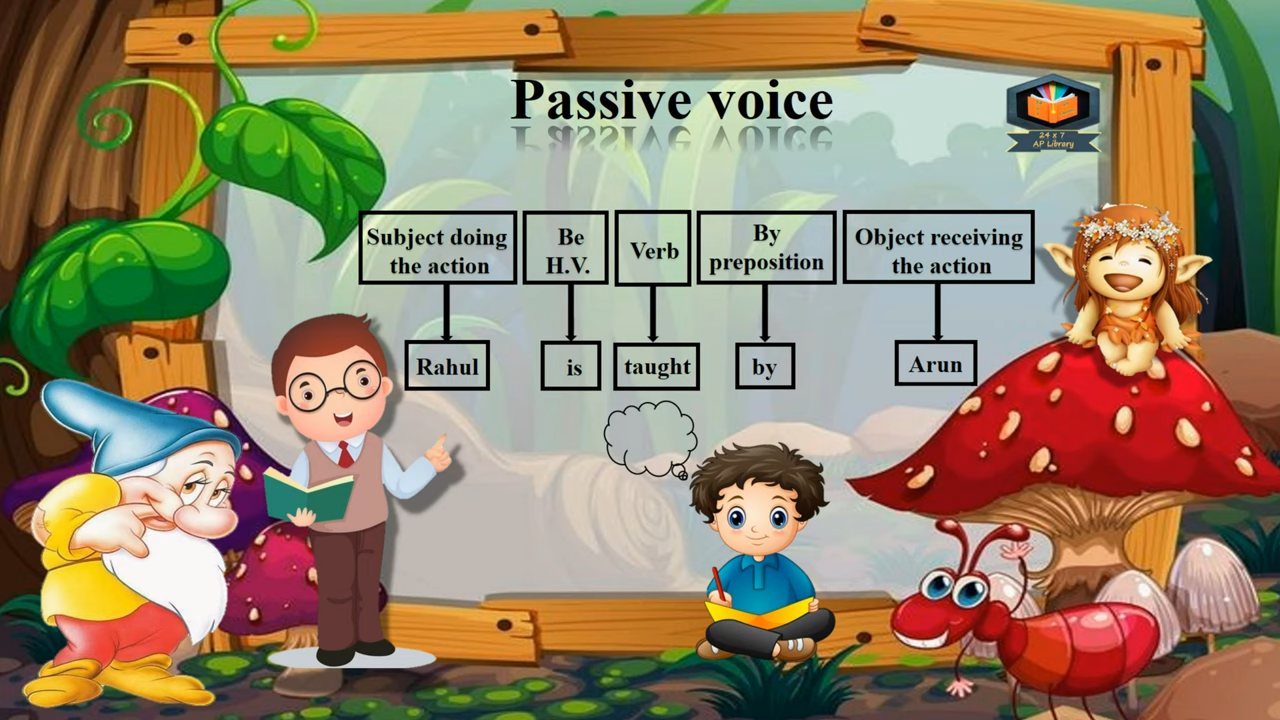 Passive voice
24 x 7
AP Library
Subject doing
the action
Be
H.V.
Verb
By
preposition
Object receiving
the action
Rahul
is
taught
by
Arun